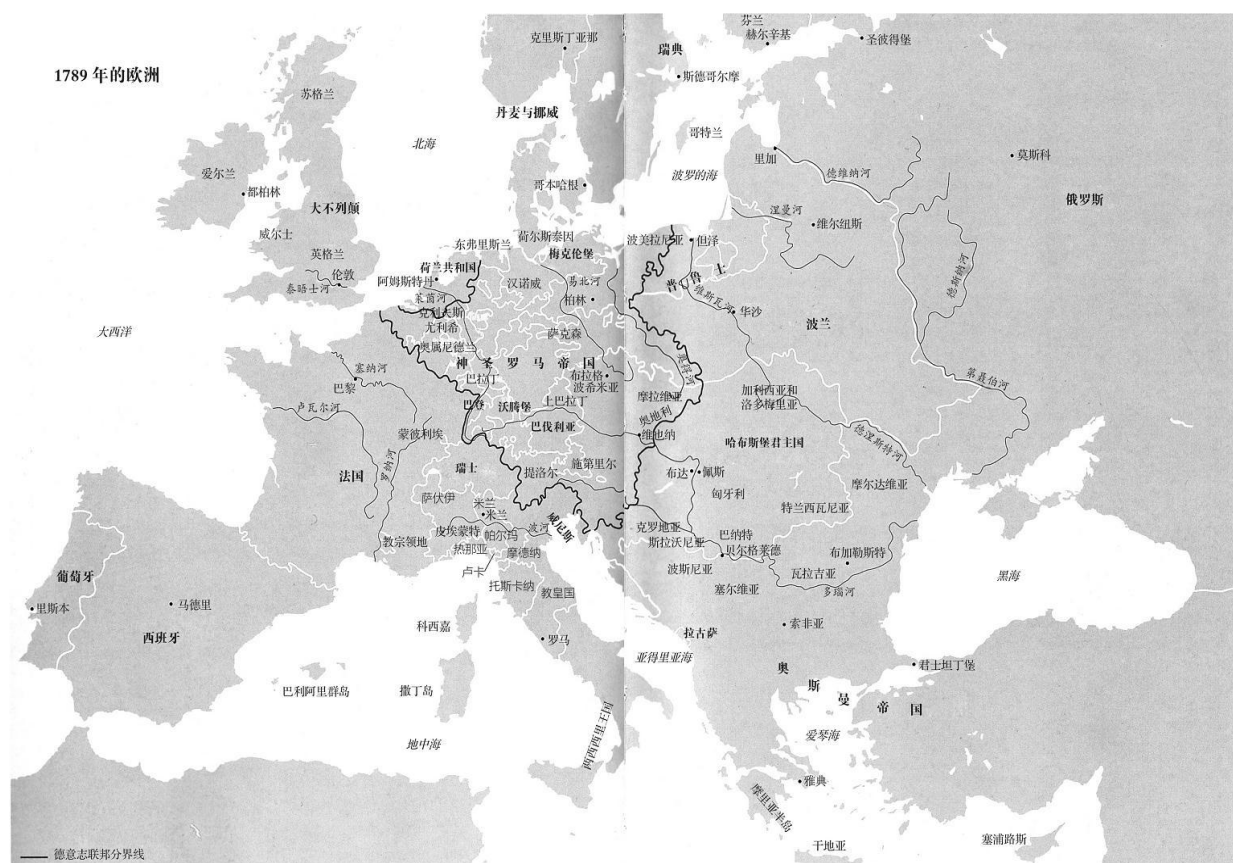 1789 年的欧洲
苏格兰
爱尔兰
都柏林
大不列颠
威尔士
英格兰
伦敦
泰晤士河
大西洋
北海
克里斯丁亚那
丹麦与挪威
哥本哈根
瑞典
斯德哥尔摩
芬兰
赫尔辛基
圣彼得堡
哥特兰
波罗的海
里加
德维纳河
莫斯科
俄罗斯
涅曼河
维尔纽斯
德斯纳河
东弗里斯兰
荷尔斯泰因
梅克伦堡
波美拉尼亚
但泽
普鲁士
荷兰共和国
阿姆斯特丹
汉诺威
易北河
柏林
维斯瓦河
华沙
波兰
莱茵河
克利夫斯
尤利希
奥属尼德兰
萨克森
神圣罗马帝国
布拉格
波希米亚
奥得河
第聂伯河
塞纳河
巴黎
巴拉丁
上巴拉丁
摩拉维亚
加利西亚和
洛多梅里亚
卢瓦尔河
巴登
沃腾堡
巴伐利亚
奥地利
维也纳
哈布斯堡君主国
德涅斯特河
蒙彼利埃
罗纳河
法国
瑞士
提洛尔
施第里尔
布达
佩斯
匈牙利
特兰西瓦尼亚
摩尔达维亚
萨伏伊
米兰
米兰
威尼斯
皮埃蒙特
帕尔玛
波河
克罗地亚
斯拉沃尼亚
巴纳特
贝尔格莱德
布加勒斯特
教宗领地
热那亚
摩德纳
波斯尼亚
塞尔维亚
瓦拉吉亚
多瑙河
黑海
卢卡
托斯卡纳
教皇国
葡萄牙
里斯本
马德里
西班牙
科西嘉
罗马
拉古萨
索非亚
亚得里亚海
君士坦丁堡
奥斯曼帝国
巴利阿里群岛
撒丁岛
地中海
两西西里王国
爱琴海
雅典
摩里亚半岛
干地亚
塞浦路斯
德意志联邦分界线